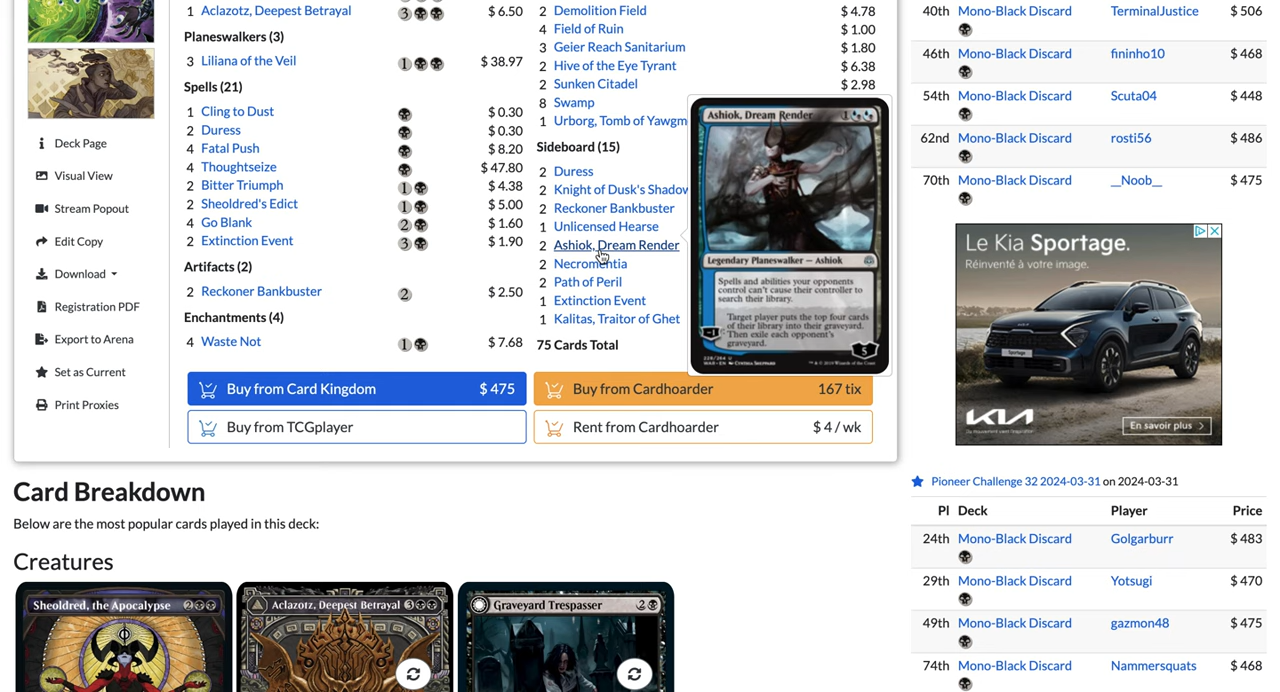 Deck Page
Visual View
Stream Popout
Edit Copy
Download
Registration PDF
Export to Arena
Set as Current
Print Proxies
1 Aclazotz, Deepest Betrayal 3 $ 6.50
Planeswalkers (3)
3 Liliana of the Veil 1 $ 38.97
Spells (21)
1 Cling to Dust $ 0.30
2 Duress $ 0.30
4 Fatal Push $ 8.20
4 Thoughtseize $ 47.80
2 Bitter Triumph 1 $ 4.38
2 Sheoldred's Edict 1 $ 5.00
4 Go Blank 2 $ 1.60
2 Extinction Event 3 $ 1.90
Artifacts (2)
2 Reckoner Bankbuster 2 $ 2.50
Enchantments (4)
4 Waste Not 1 $ 7.68
2 Demolition Field $ 4.78
4 Field of Ruin $ 1.00
3 Geier Reach Sanitarium $ 1.80
2 Hive of the Eye Tyrant $ 6.38
2 Sunken Citadel $ 2.98
8 Swamp
1 Urborg, Tomb of Yawgm
Sideboard (15)
2 Duress
2 Knight of Dusk's Shadow
2 Reckoner Bankbuster
1 Unlicensed Hearse
2 Ashiok, Dream Render
2 Necromentia
2 Path of Peril
1 Extinction Event
1 Kalitas, Traitor of Ghet
75 Cards Total
Ashiok, Dream Render 1
Legendary Planeswalker – Ashiok
Spells and abilities your opponents
control can't cause their controller to
search their library.
-1
Target player puts the top four cards
of their library into their graveyard.
Then exile each opponent's
graveyard.
5
Buy from Card Kingdom $ 475
Buy from Cardhoarder 167 tix
Buy from TCGplayer
Rent from Cardhoarder $ 4 / wk
Card Breakdown
Below are the most popular cards played in this deck:
Creatures
Sheoldred, the Apocalypse 2
Aclazotz, Deepest Betrayal 3
Graveyard Trespasser 2
40th Mono-Black Discard TerminalJustice $ 506
46th Mono-Black Discard fininho10 $ 468
54th Mono-Black Discard Scuta04 $ 448
62nd Mono-Black Discard rosti56 $ 486
70th Mono-Black Discard __Noob__ $ 475
Le Kia Sportage.
Réinventé à votre image.
Sportage
KIA
En savoir plus
Pioneer Challenge 32 2024-03-31 on 2024-03-31
Pl Deck Player Price
24th Mono-Black Discard Golgarburr $ 483
29th Mono-Black Discard Yotsugi $ 470
49th Mono-Black Discard gazmon48 $ 475
74th Mono-Black Discard Nammersquats $ 468